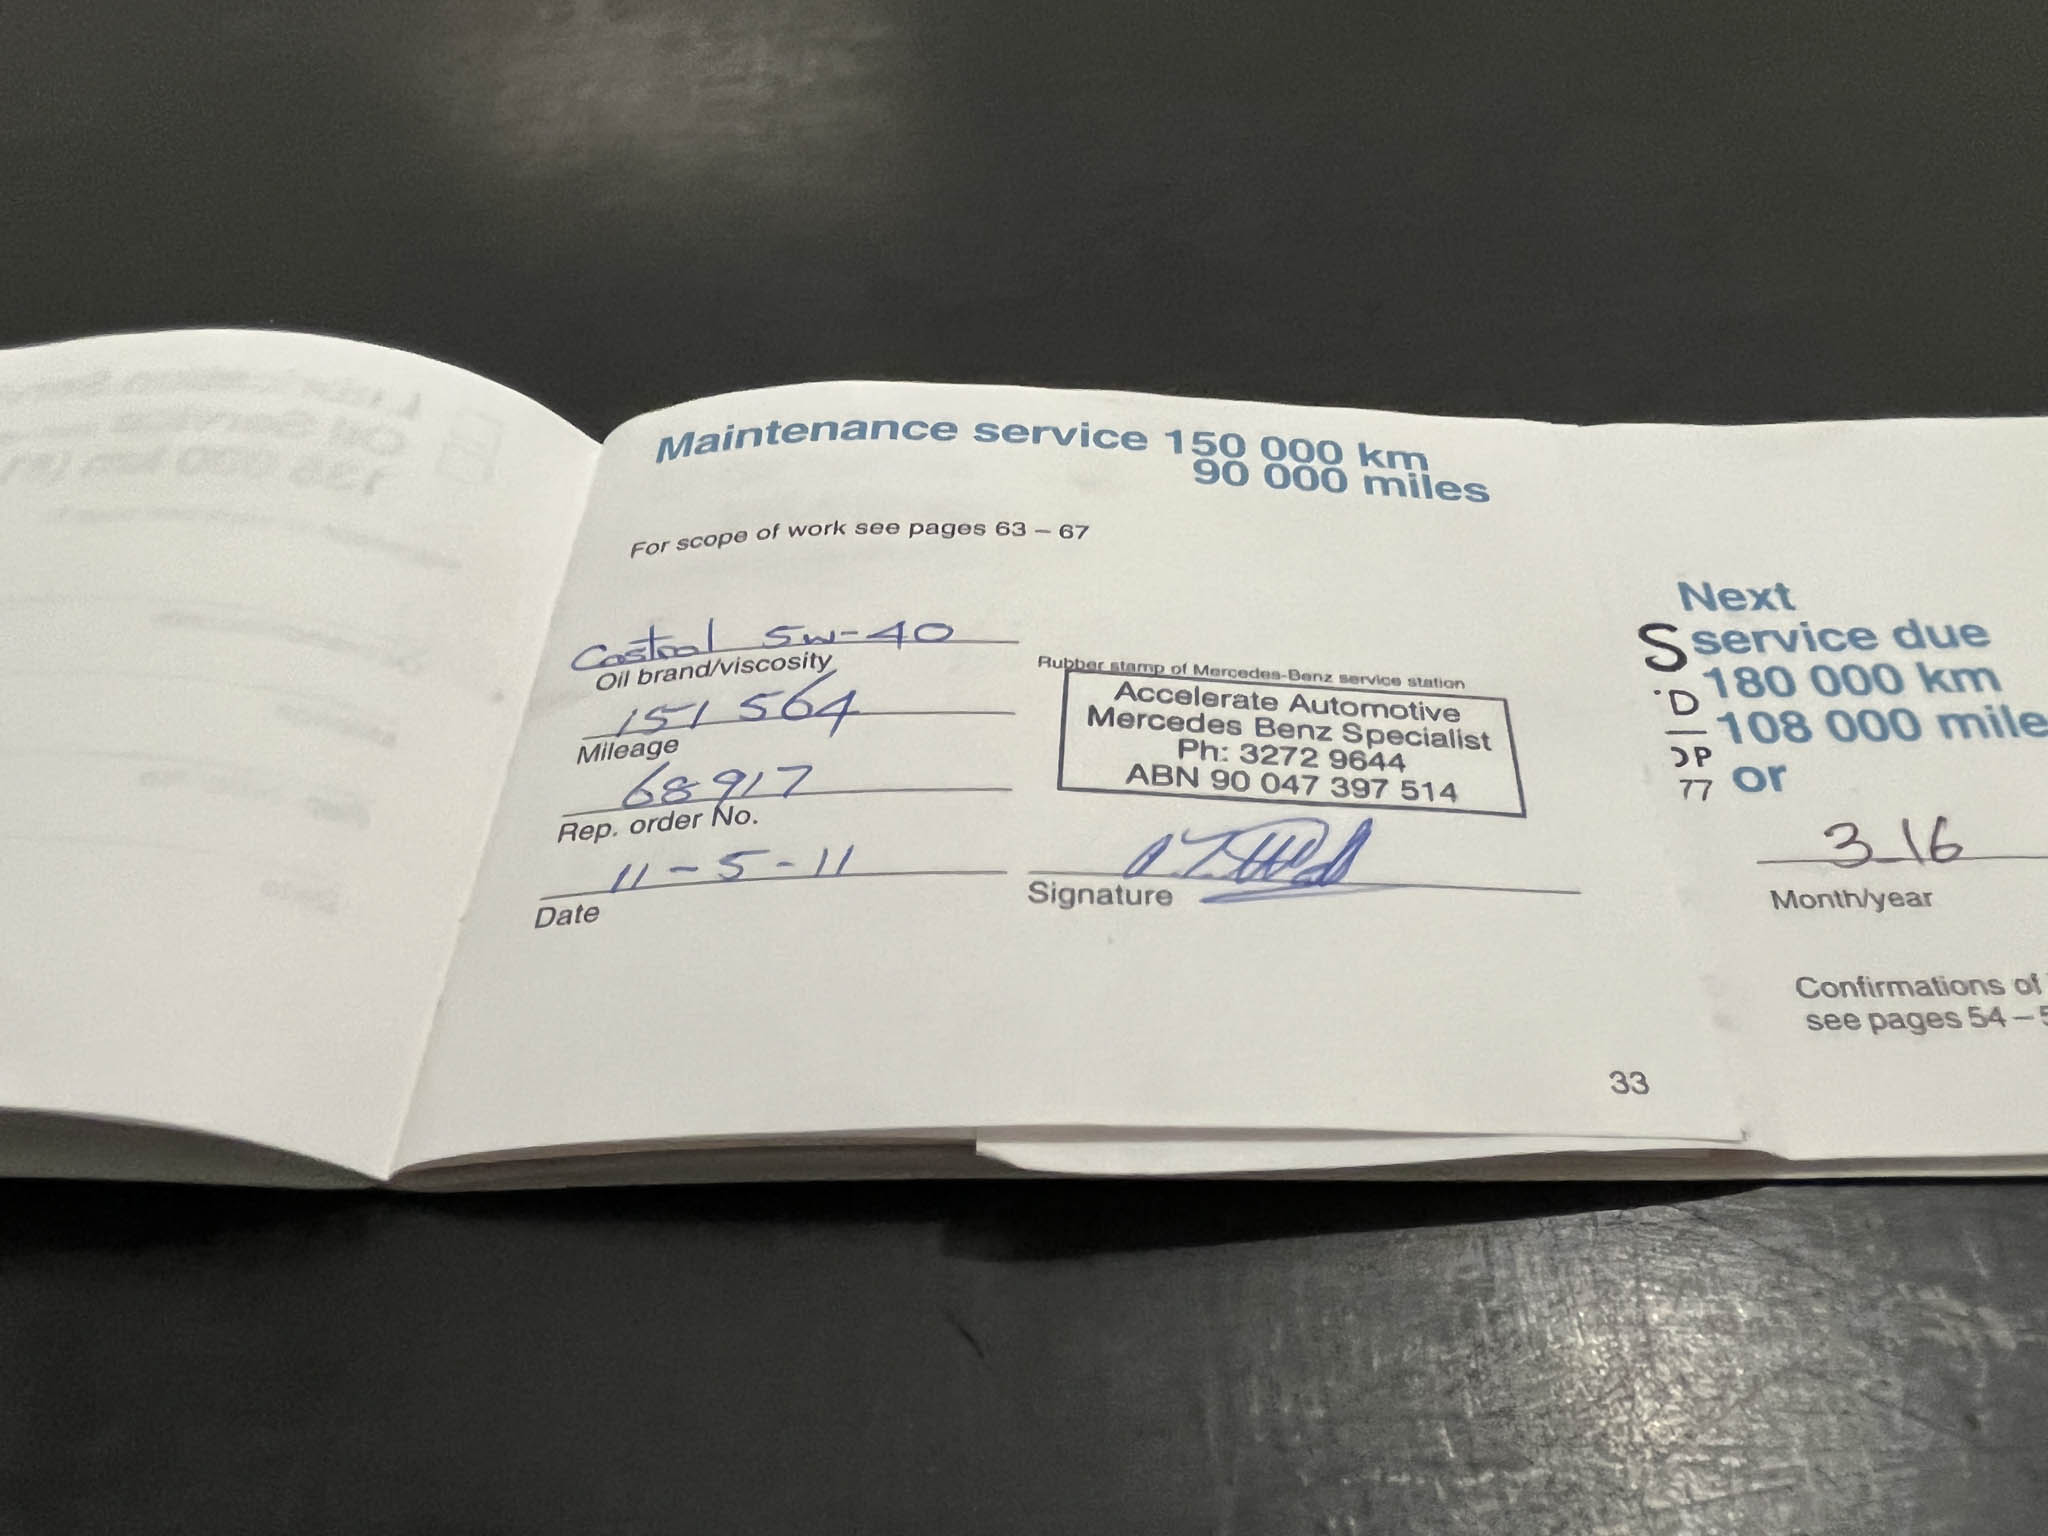 Maintenance service 150 000 km
90 000 miles
For scope of work see pages 63 – 67
Castrol 5w-40
Oil brand/viscosity
151 564
Mileage
68917
Rep. order No.
11-5-11
Date
Rubber stamp of Mercedes-Benz service station
Accelerate Automotive
Mercedes Benz Specialist
Ph: 3272 9644
ABN 90 047 397 514
Signature
33
Next
service due
180 000 km
108 000 mile
or
3 16
Month/year
Confirmations of
see pages 54 – 5
S
D
P
77